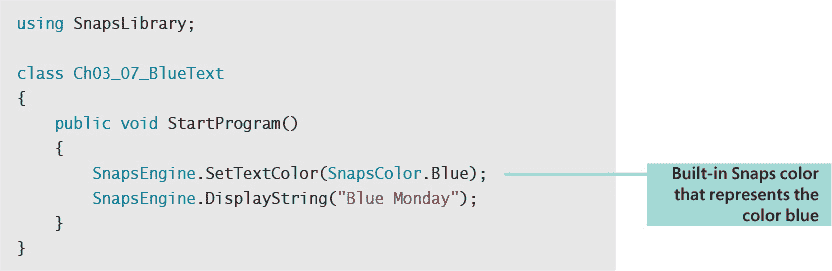 using SnapsLibrary;
class Ch03_07_BlueText
{
public void StartProgram()
{
SnapsEngine.SetTextColor(SnapsColor.Blue);
SnapsEngine.DisplayString("Blue Monday");
}
}
Built-in Snaps color
that represents the
color blue